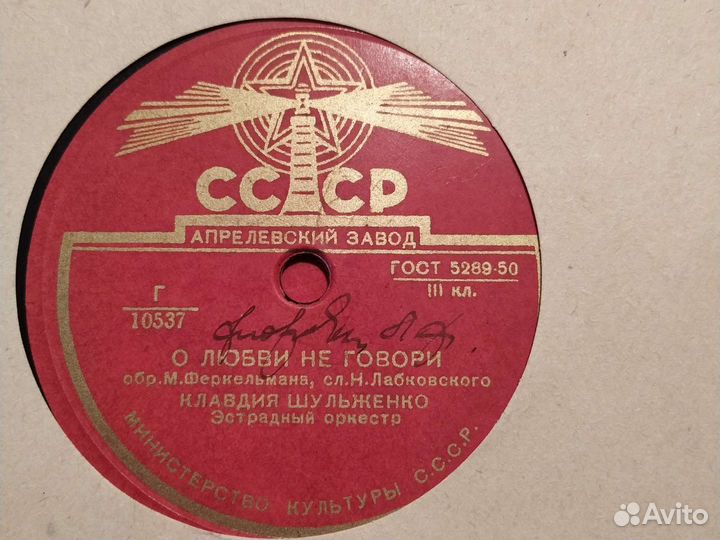 СССР
АПРЕЛЕВСКИЙ ЗАВОД
ГОСТ 5289-50
III кл.
Г
10537
О ЛЮБВИ НЕ ГОВОРИ
обр. М. Феркельмана, сл. Н. Лабковского
КЛАВДИЯ ШУЛЬЖЕНКО
Эстрадный оркестр
МИНИСТЕРСТВО КУЛЬТУРЫ С.С.С.Р.
Avito